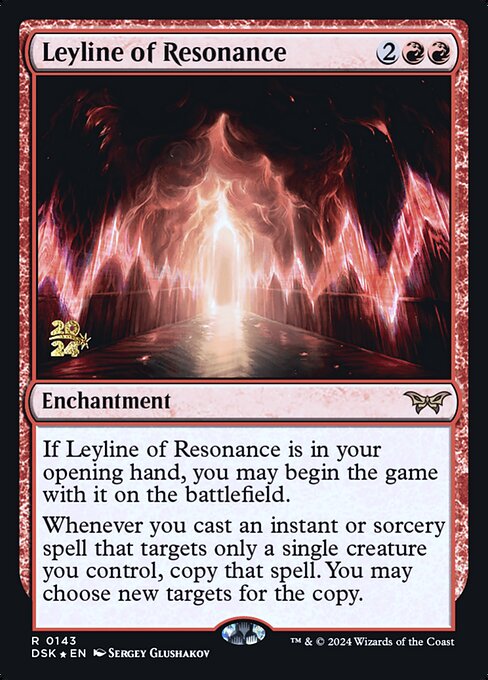 Leyline of Resonance 2
20
24
Enchantment
If Leyline of Resonance is in your
opening hand, you may begin the game
with it on the battlefield.
Whenever you cast an instant or sorcery
spell that targets only a single creature
you control, copy that spell. You may
choose new targets for the copy.
R 0143
DSK ★ EN Sergey Glushakov
™ & © 2024 Wizards of the Coast